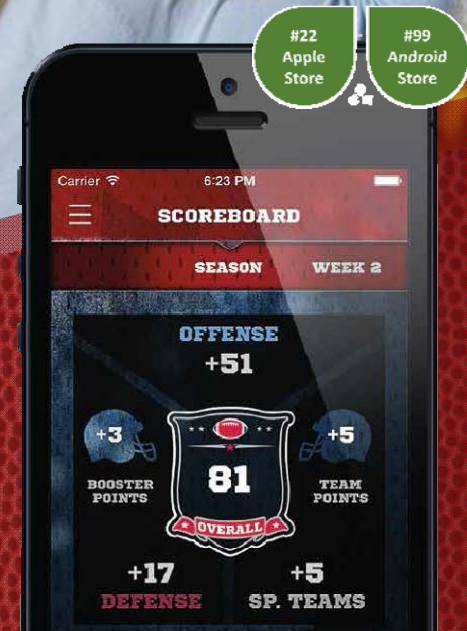 #22
Apple
Store
#99
Android
Store
Carrier
6:23 PM
SCOREBOARD
SEASON WEEK 2
OFFENSE
+51
+3
BOOSTER
POINTS
81
OVERALL
+5
TEAM
POINTS
+17
DEFENSE
+5
SP. TEAMS